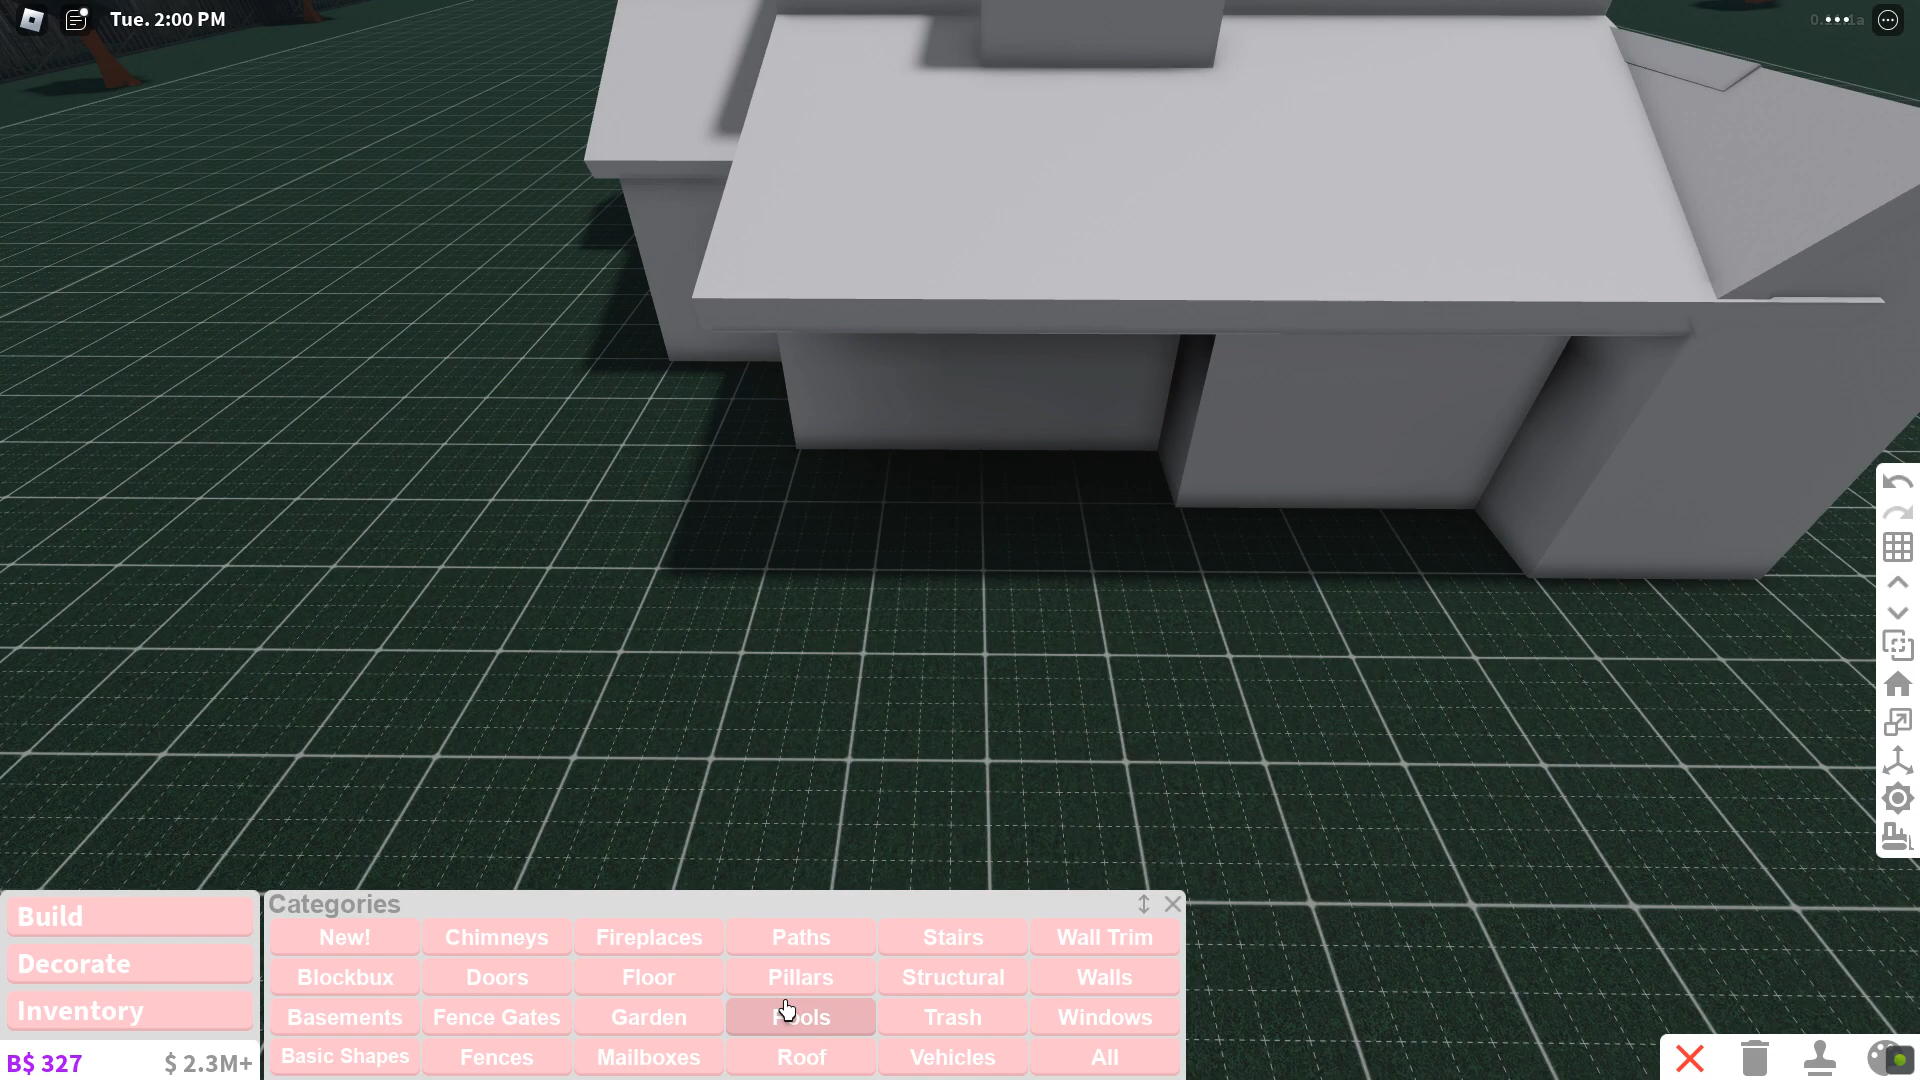 Tue. 2:00 PM
Build
Decorate
Inventory
B$ 327
$ 2.3M+
Categories
New!
Chimneys
Fireplaces
Paths
Stairs
Wall Trim
Blockbux
Doors
Floor
Pillars
Structural
Walls
Basements
Fence Gates
Garden
Pools
Trash
Windows
Basic Shapes
Fences
Mailboxes
Roof
Vehicles
All